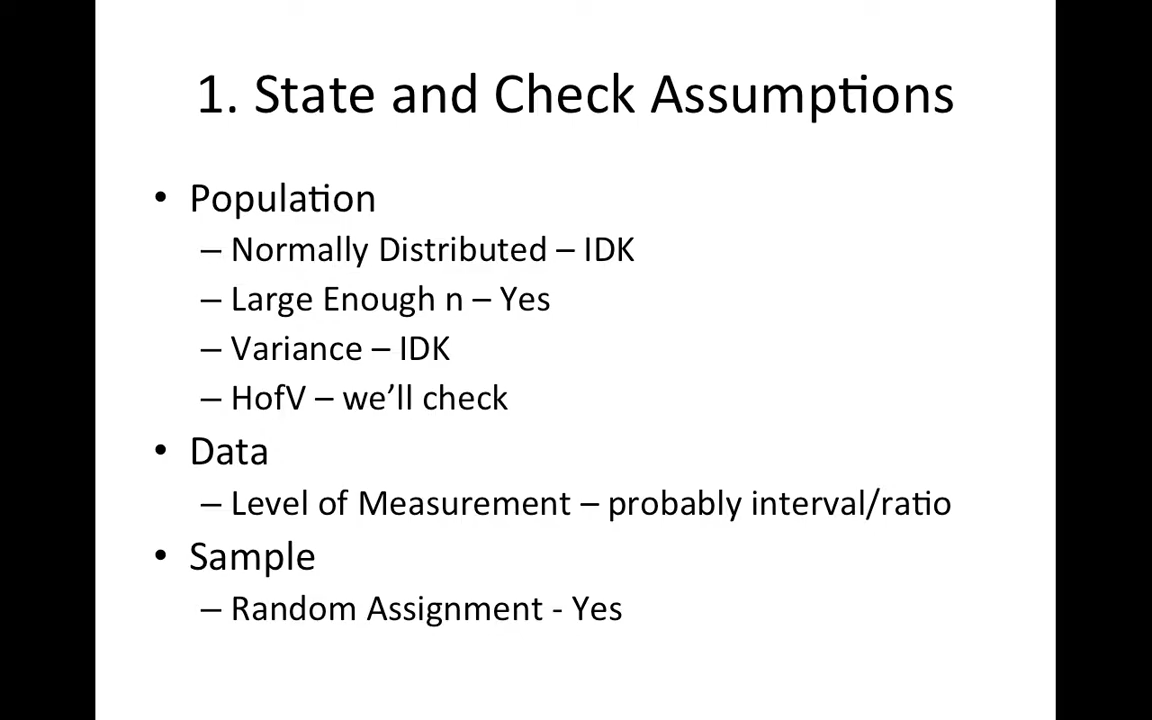 1. State and Check Assumptions
• Population
– Normally Distributed – IDK
– Large Enough n – Yes
– Variance – IDK
– HofV – we’ll check
• Data
– Level of Measurement – probably interval/ratio
• Sample
– Random Assignment - Yes